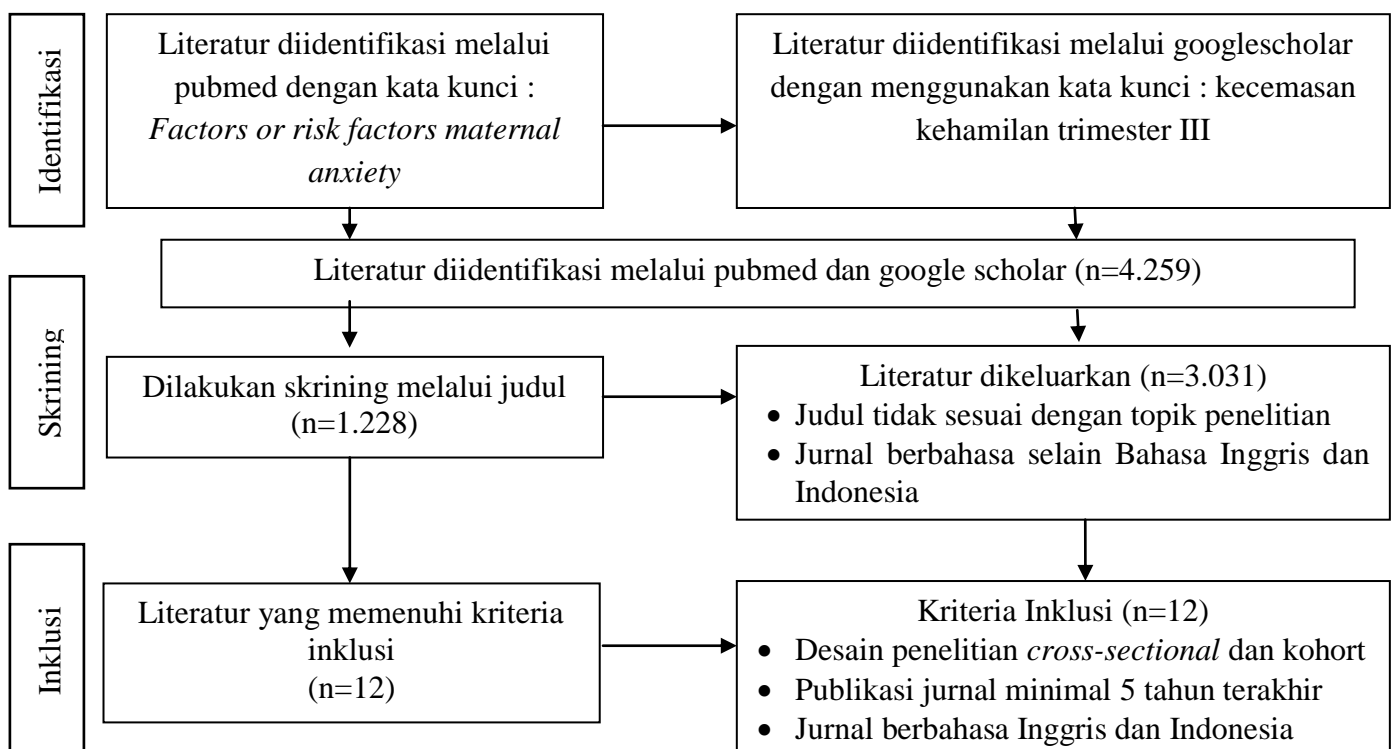 Identifikasi
Literatur diidentifikasi melalui
pubmed dengan kata kunci :
Factors or risk factors maternal
anxiety
Literatur diidentifikasi melalui googlescholar
dengan menggunakan kata kunci : kecemasan
kehamilan trimester III
Literatur diidentifikasi melalui pubmed dan google scholar (n=4.259)
Skrining
Dilakukan skrining melalui judul
(n=1.228)
Literatur dikeluarkan (n=3.031)
• Judul tidak sesuai dengan topik penelitian
• Jurnal berbahasa selain Bahasa Inggris dan
Indonesia
Inklusi
Literatur yang memenuhi kriteria
inklusi
(n=12)
Kriteria Inklusi (n=12)
• Desain penelitian cross-sectional dan kohort
• Publikasi jurnal minimal 5 tahun terakhir
• Jurnal berbahasa Inggris dan Indonesia